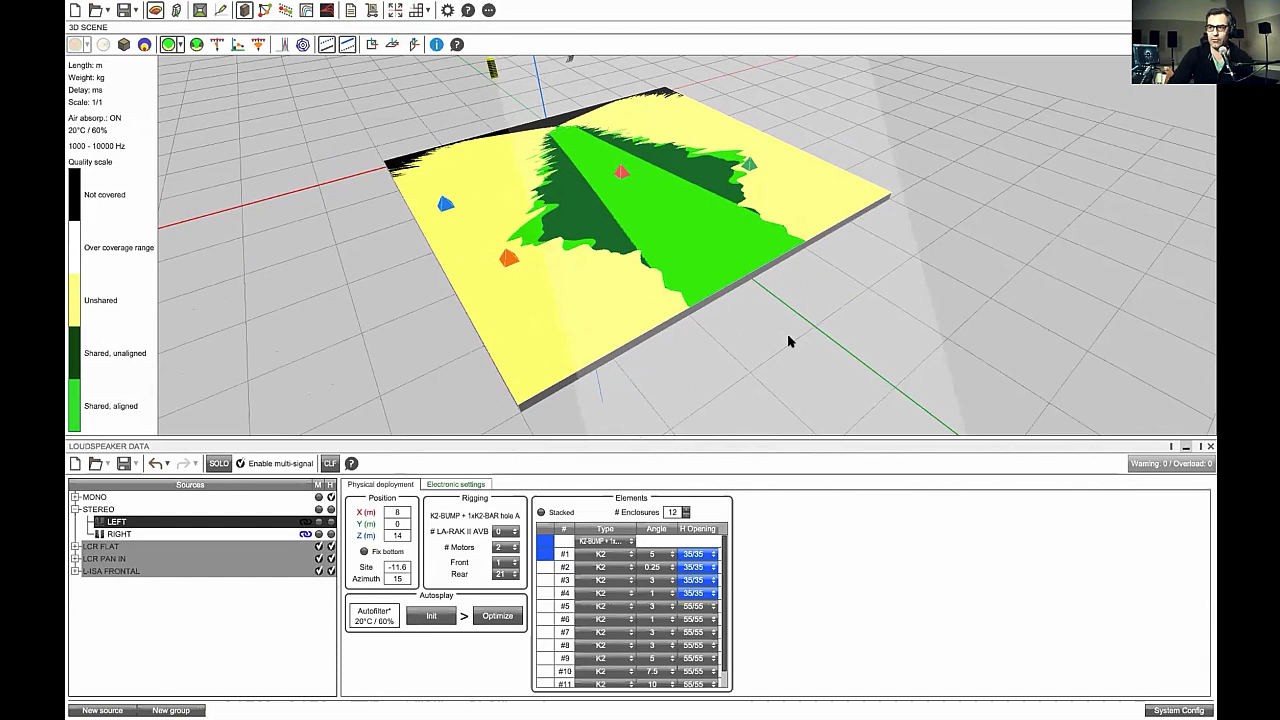 3D SCENE
Length: m
Weight: kg
Delay: ms
Scale: 1/1
Air absorp.: ON
20°C / 60%
1000 - 10000 Hz
Quality scale
Not covered
Over coverage range
Unshared
Shared, unaligned
Shared, aligned
LOUDSPEAKER DATA
SOLO Enable multi-signal CLF Warning: 0 / Overload: 0
Sources M H
MONO
STEREO
LEFT
RIGHT
LCR FLAT
LCR PAN IN
L-ISA FRONTAL
Physical deployment Electronic settings
Position
X (m) 8
Y (m) 0
Z (m) 14
Fix bottom
Site -11.6
Azimuth 15
Rigging
K2-BUMP + 1xK2-BAR hole A
# LA-RAK II AVB 0
# Motors 2
Front 1
Rear 21
Autosplay
Autofilter*
20°C / 60%
Init > Optimize
Elements
Stacked # Enclosures 12
# Type Angle H Opening
K2-BUMP + 1x...
#1 K2 5 35/35
#2 K2 0.25 35/35
#3 K2 3 35/35
#4 K2 1 35/35
#5 K2 3 55/55
#6 K2 1 55/55
#7 K2 3 55/55
#8 K2 3 55/55
#9 K2 5 55/55
#10 K2 7.5 55/55
#11 K2 10 55/55
New source New group System Config